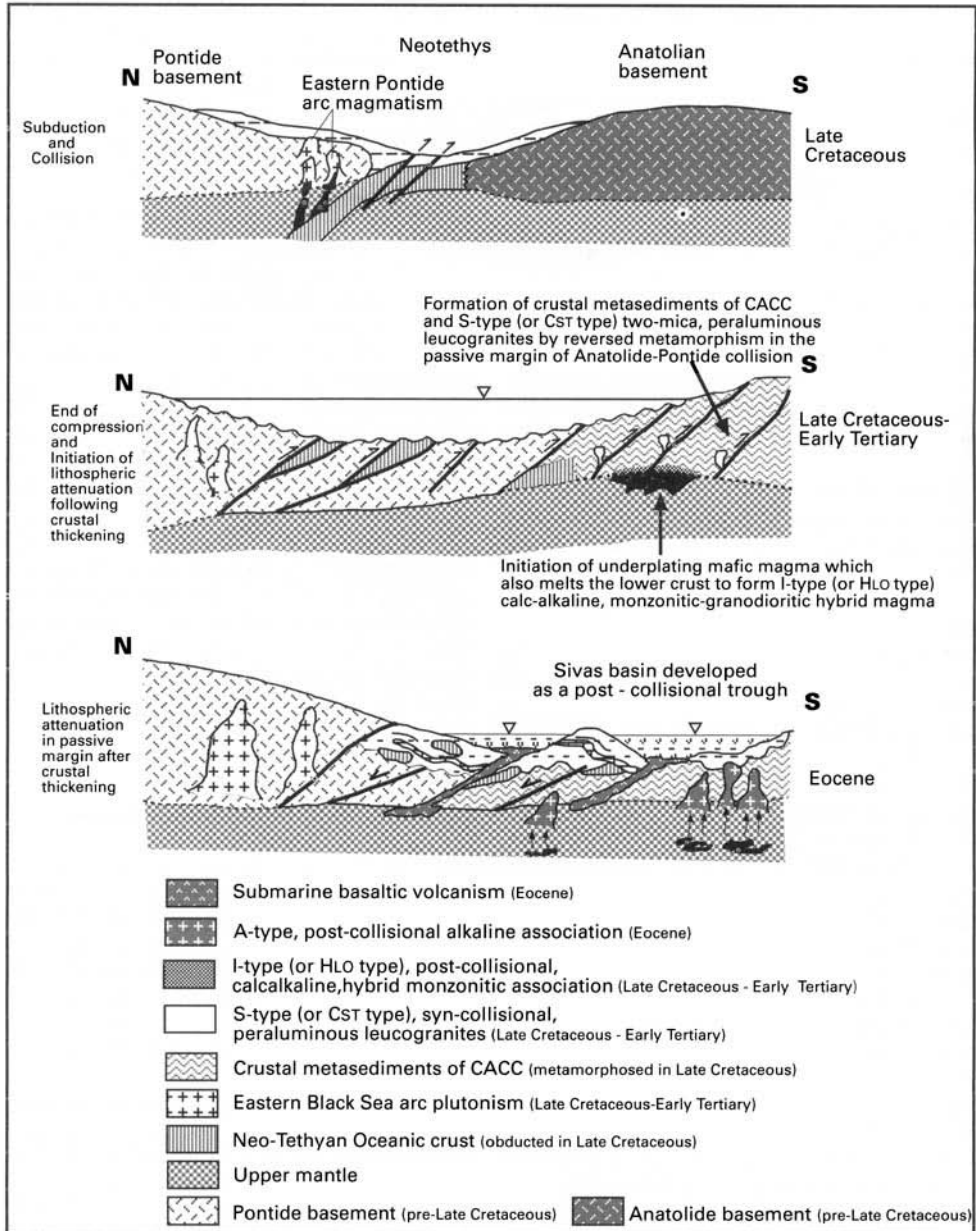 Neotethys
Pontide
basement
Anatolian
basement
N
Eastern Pontide
arc magmatism
S
Subduction
and
Collision
Late
Cretaceous
Formation of crustal metasediments of CACC
and S-type (or CST type) two-mica, peraluminous
leucogranites by reversed metamorphism in the
passive margin of Anatolide-Pontide collision
N
S
End of
compression
and
Initiation of
lithospheric
attenuation
following
crustal
thickening
Late Cretaceous-
Early Tertiary
Initiation of underplating mafic magma which
also melts the lower crust to form I-type (or HLO type)
calc-alkaline, monzonitic-granodioritic hybrid magma
N
Sivas basin developed
as a post - collisional trough
S
Lithospheric
attenuation
in passive
margin after
crustal
thickening
Eocene
Submarine basaltic volcanism (Eocene)
A-type, post-collisional alkaline association (Eocene)
I-type (or HLO type), post-collisional,
calcalkaline,hybrid monzonitic association (Late Cretaceous - Early Tertiary)
S-type (or CST type), syn-collisional,
peraluminous leucogranites (Late Cretaceous - Early Tertiary)
Crustal metasediments of CACC (metamorphosed in Late Cretaceous)
Eastern Black Sea arc plutonism (Late Cretaceous-Early Tertiary)
Neo-Tethyan Oceanic crust (obducted in Late Cretaceous)
Upper mantle
Pontide basement (pre-Late Cretaceous) Anatolide basement (pre-Late Cretaceous)